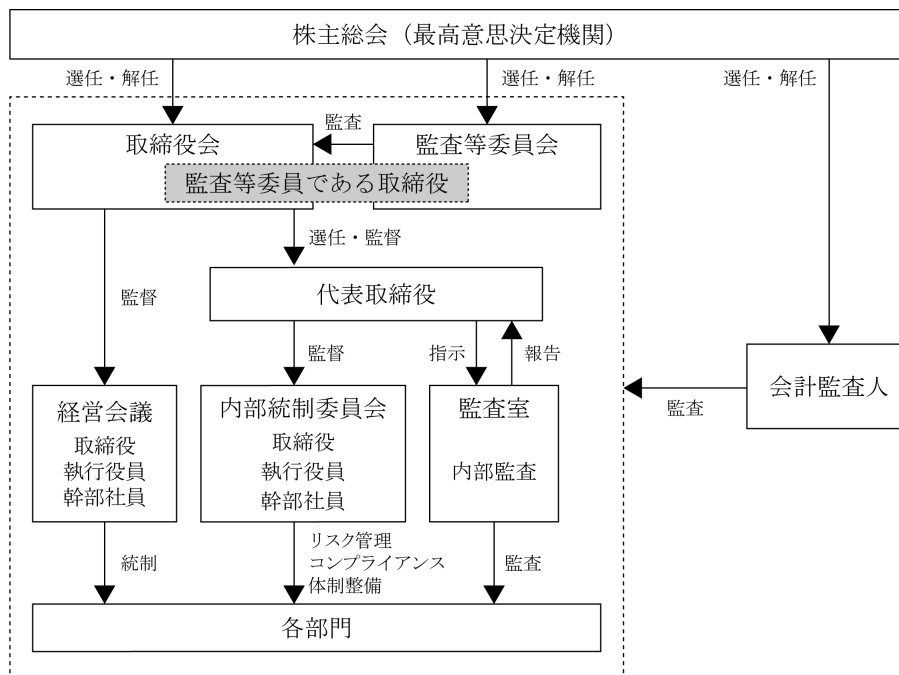 株主総会（最高意思決定機関）
選任・解任
選任・解任
選任・解任
監査
取締役会
監査等委員会
監査等委員である取締役
選任・監督
監督
代表取締役
監督
指示
報告
経営会議
取締役
執行役員
幹部社員
内部統制委員会
取締役
執行役員
幹部社員
監査室
内部監査
会計監査人
監査
統制
リスク管理
コンプライアンス
体制整備
監査
各部門